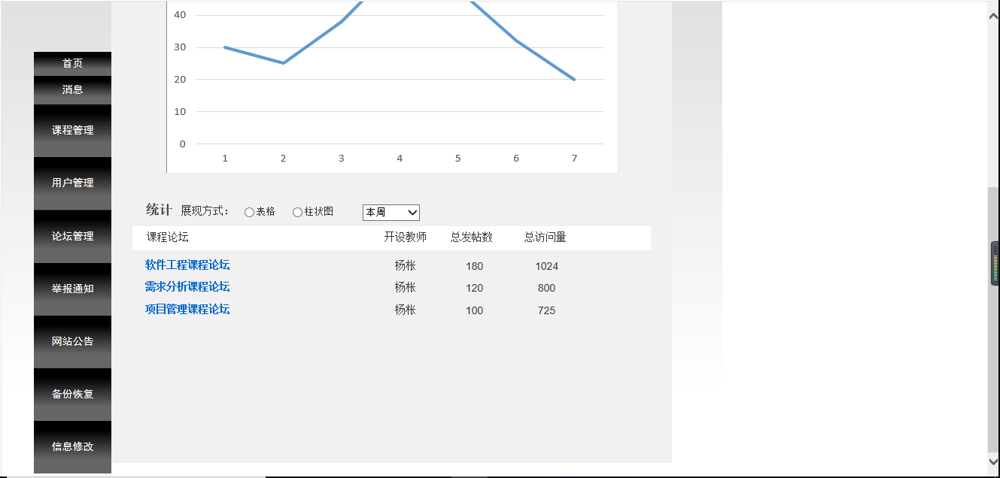 40
30
20
10
0
1 2 3 4 5 6 7
首页
消息
课程管理
用户管理
论坛管理
举报通知
网站公告
备份恢复
信息修改
统计 展现方式： 表格 柱状图 本周
课程论坛 开设教师 总发帖数 总访问量
软件工程课程论坛 杨枨 180 1024
需求分析课程论坛 杨枨 120 800
项目管理课程论坛 杨枨 100 725